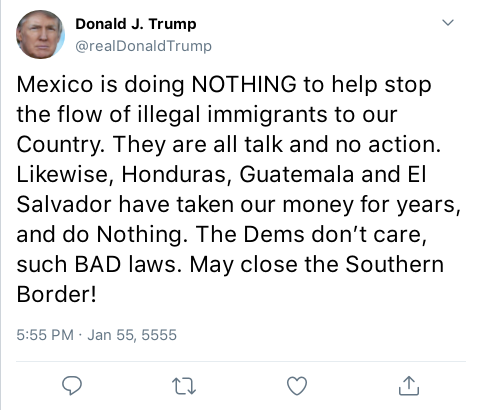 Donald J. Trump
@realDonaldTrump
Mexico is doing NOTHING to help stop
the flow of illegal immigrants to our
Country. They are all talk and no action.
Likewise, Honduras, Guatemala and El
Salvador have taken our money for years,
and do Nothing. The Dems don’t care,
such BAD laws. May close the Southern
Border!
5:55 PM · Jan 55, 5555